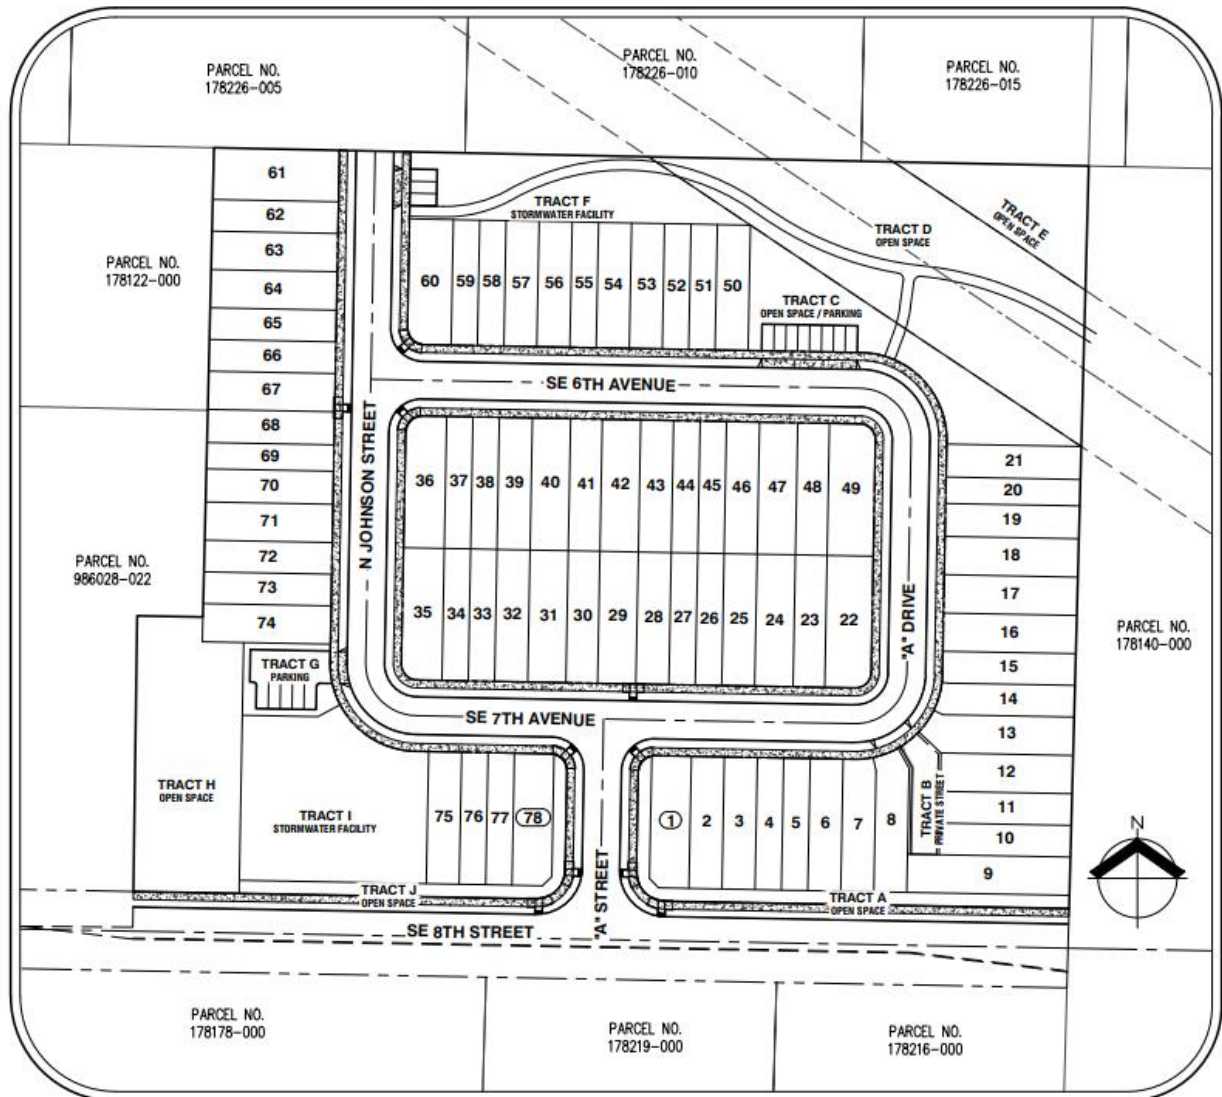 PARCEL NO.
178226-005
PARCEL NO.
178226-010
PARCEL NO.
178226-015
61
62
63
64
65
66
67
68
69
70
71
72
73
74
PARCEL NO.
178122-000
PARCEL NO.
986028-022
TRACT F
STORMWATER FACILITY
TRACT D
OPEN SPACE
TRACT E
OPEN SPACE
TRACT C
OPEN SPACE / PARKING
60 59 58 57 56 55 54 53 52 51 50
SE 6TH AVENUE
N JOHNSON STREET
36 37 38 39 40 41 42 43 44 45 46 47 48 49
35 34 33 32 31 30 29 28 27 26 25 24 23 22
"A" DRIVE
21
20
19
18
17
16
15
14
13
12
11
10
9
PARCEL NO.
178140-000
TRACT G
PARKING
SE 7TH AVENUE
TRACT H
OPEN SPACE
TRACT I
STORMWATER FACILITY
75 76 77 78
1 2 3 4 5 6 7 8
TRACT B
PRIVATE STREET
N
TRACT J
OPEN SPACE
"A" STREET
TRACT A
OPEN SPACE
SE 8TH STREET
PARCEL NO.
178178-000
PARCEL NO.
178219-000
PARCEL NO.
178216-000